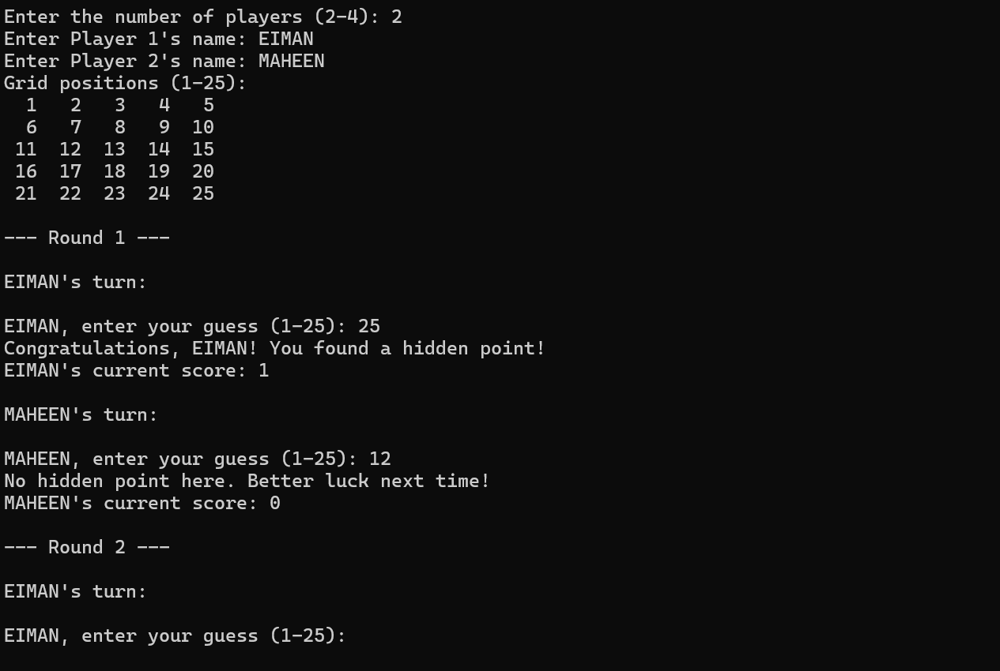 Enter the number of players (2-4): 2
Enter Player 1's name: EIMAN
Enter Player 2's name: MAHEEN
Grid positions (1-25):
  1   2   3   4   5
  6   7   8   9  10
 11  12  13  14  15
 16  17  18  19  20
 21  22  23  24  25
--- Round 1 ---
EIMAN's turn:
EIMAN, enter your guess (1-25): 25
Congratulations, EIMAN! You found a hidden point!
EIMAN's current score: 1
MAHEEN's turn:
MAHEEN, enter your guess (1-25): 12
No hidden point here. Better luck next time!
MAHEEN's current score: 0
--- Round 2 ---
EIMAN's turn:
EIMAN, enter your guess (1-25):